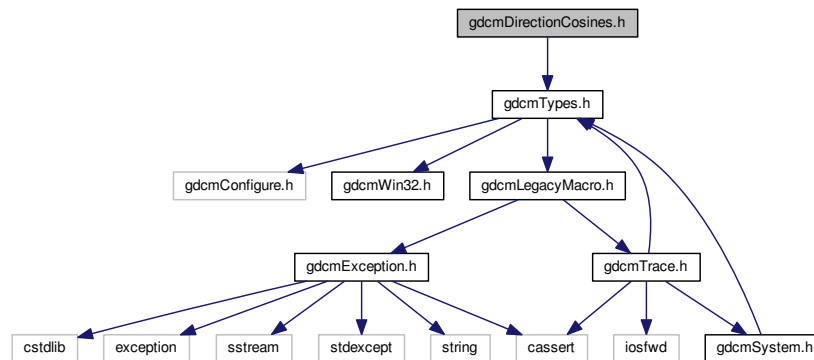 gdcmDirectionCosines.h
gdcmTypes.h
gdcmConfigure.h
gdcmWin32.h
gdcmLegacyMacro.h
gdcmException.h
gdcmTrace.h
cstdlib
exception
sstream
stdexcept
string
cassert
iosfwd
gdcmSystem.h